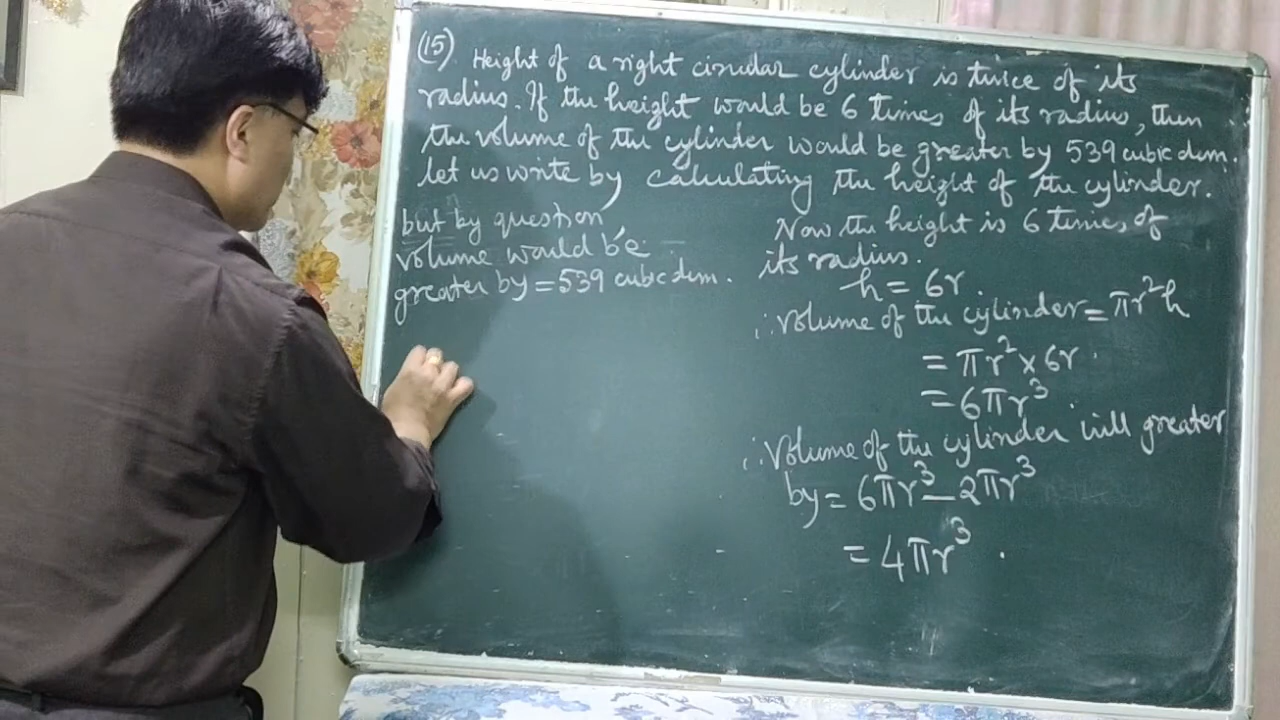 (15) Height of a right circular cylinder is twice of its
radius. If the height would be 6 times of its radius, then
the volume of the cylinder would be greater by 539 cubic dcm.
let us write by calculating the height of the cylinder.
but by question
volume would be
greater by = 539 cubic dcm.
Now the height is 6 times of
its radius.
h = 6r.
∴ volume of the cylinder = πr²h
= πr² × 6r.
= 6πr³.
∴ Volume of the cylinder will greater
by = 6πr³ - 2πr³
= 4πr³.